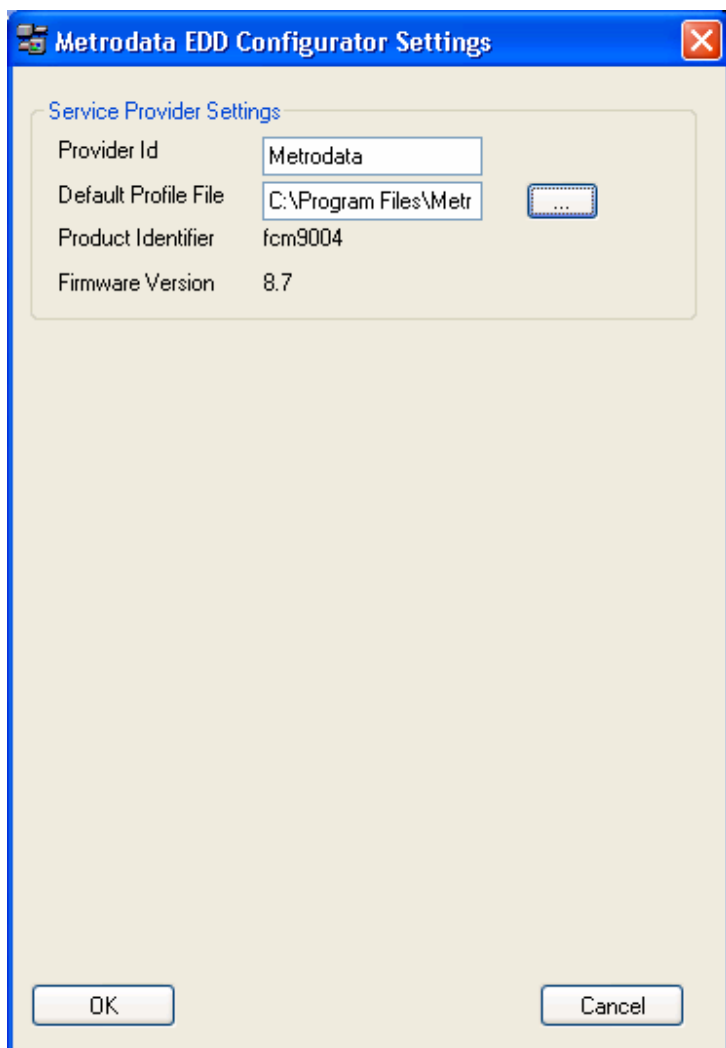 Metrodata EDD Configurator Settings
Service Provider Settings
Provider Id Metrodata
Default Profile File C:\Program Files\Metr ...
Product Identifier fcm9004
Firmware Version 8.7
OK Cancel